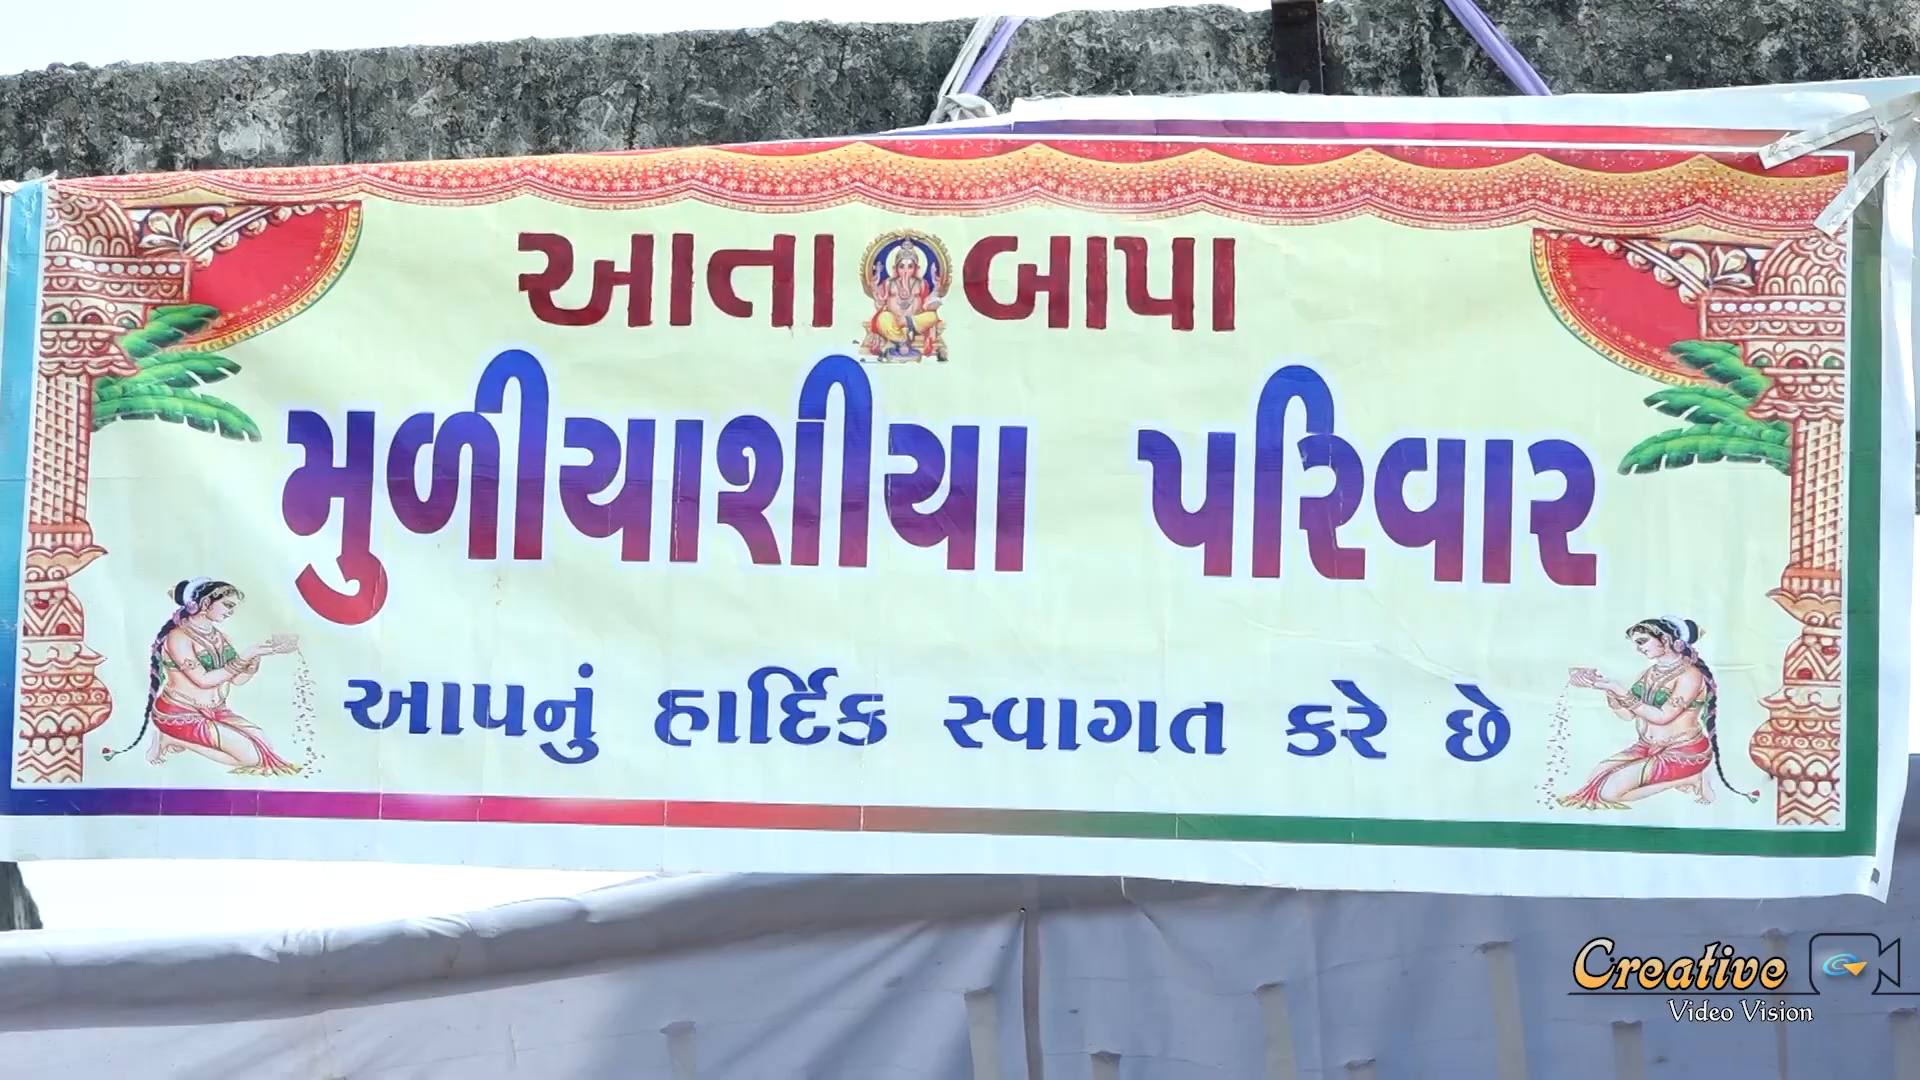 આતા બાપા
મુળીયાશીયા પરિવાર
આપનું હાર્દિક સ્વાગત કરે છે
Creative
Video Vision